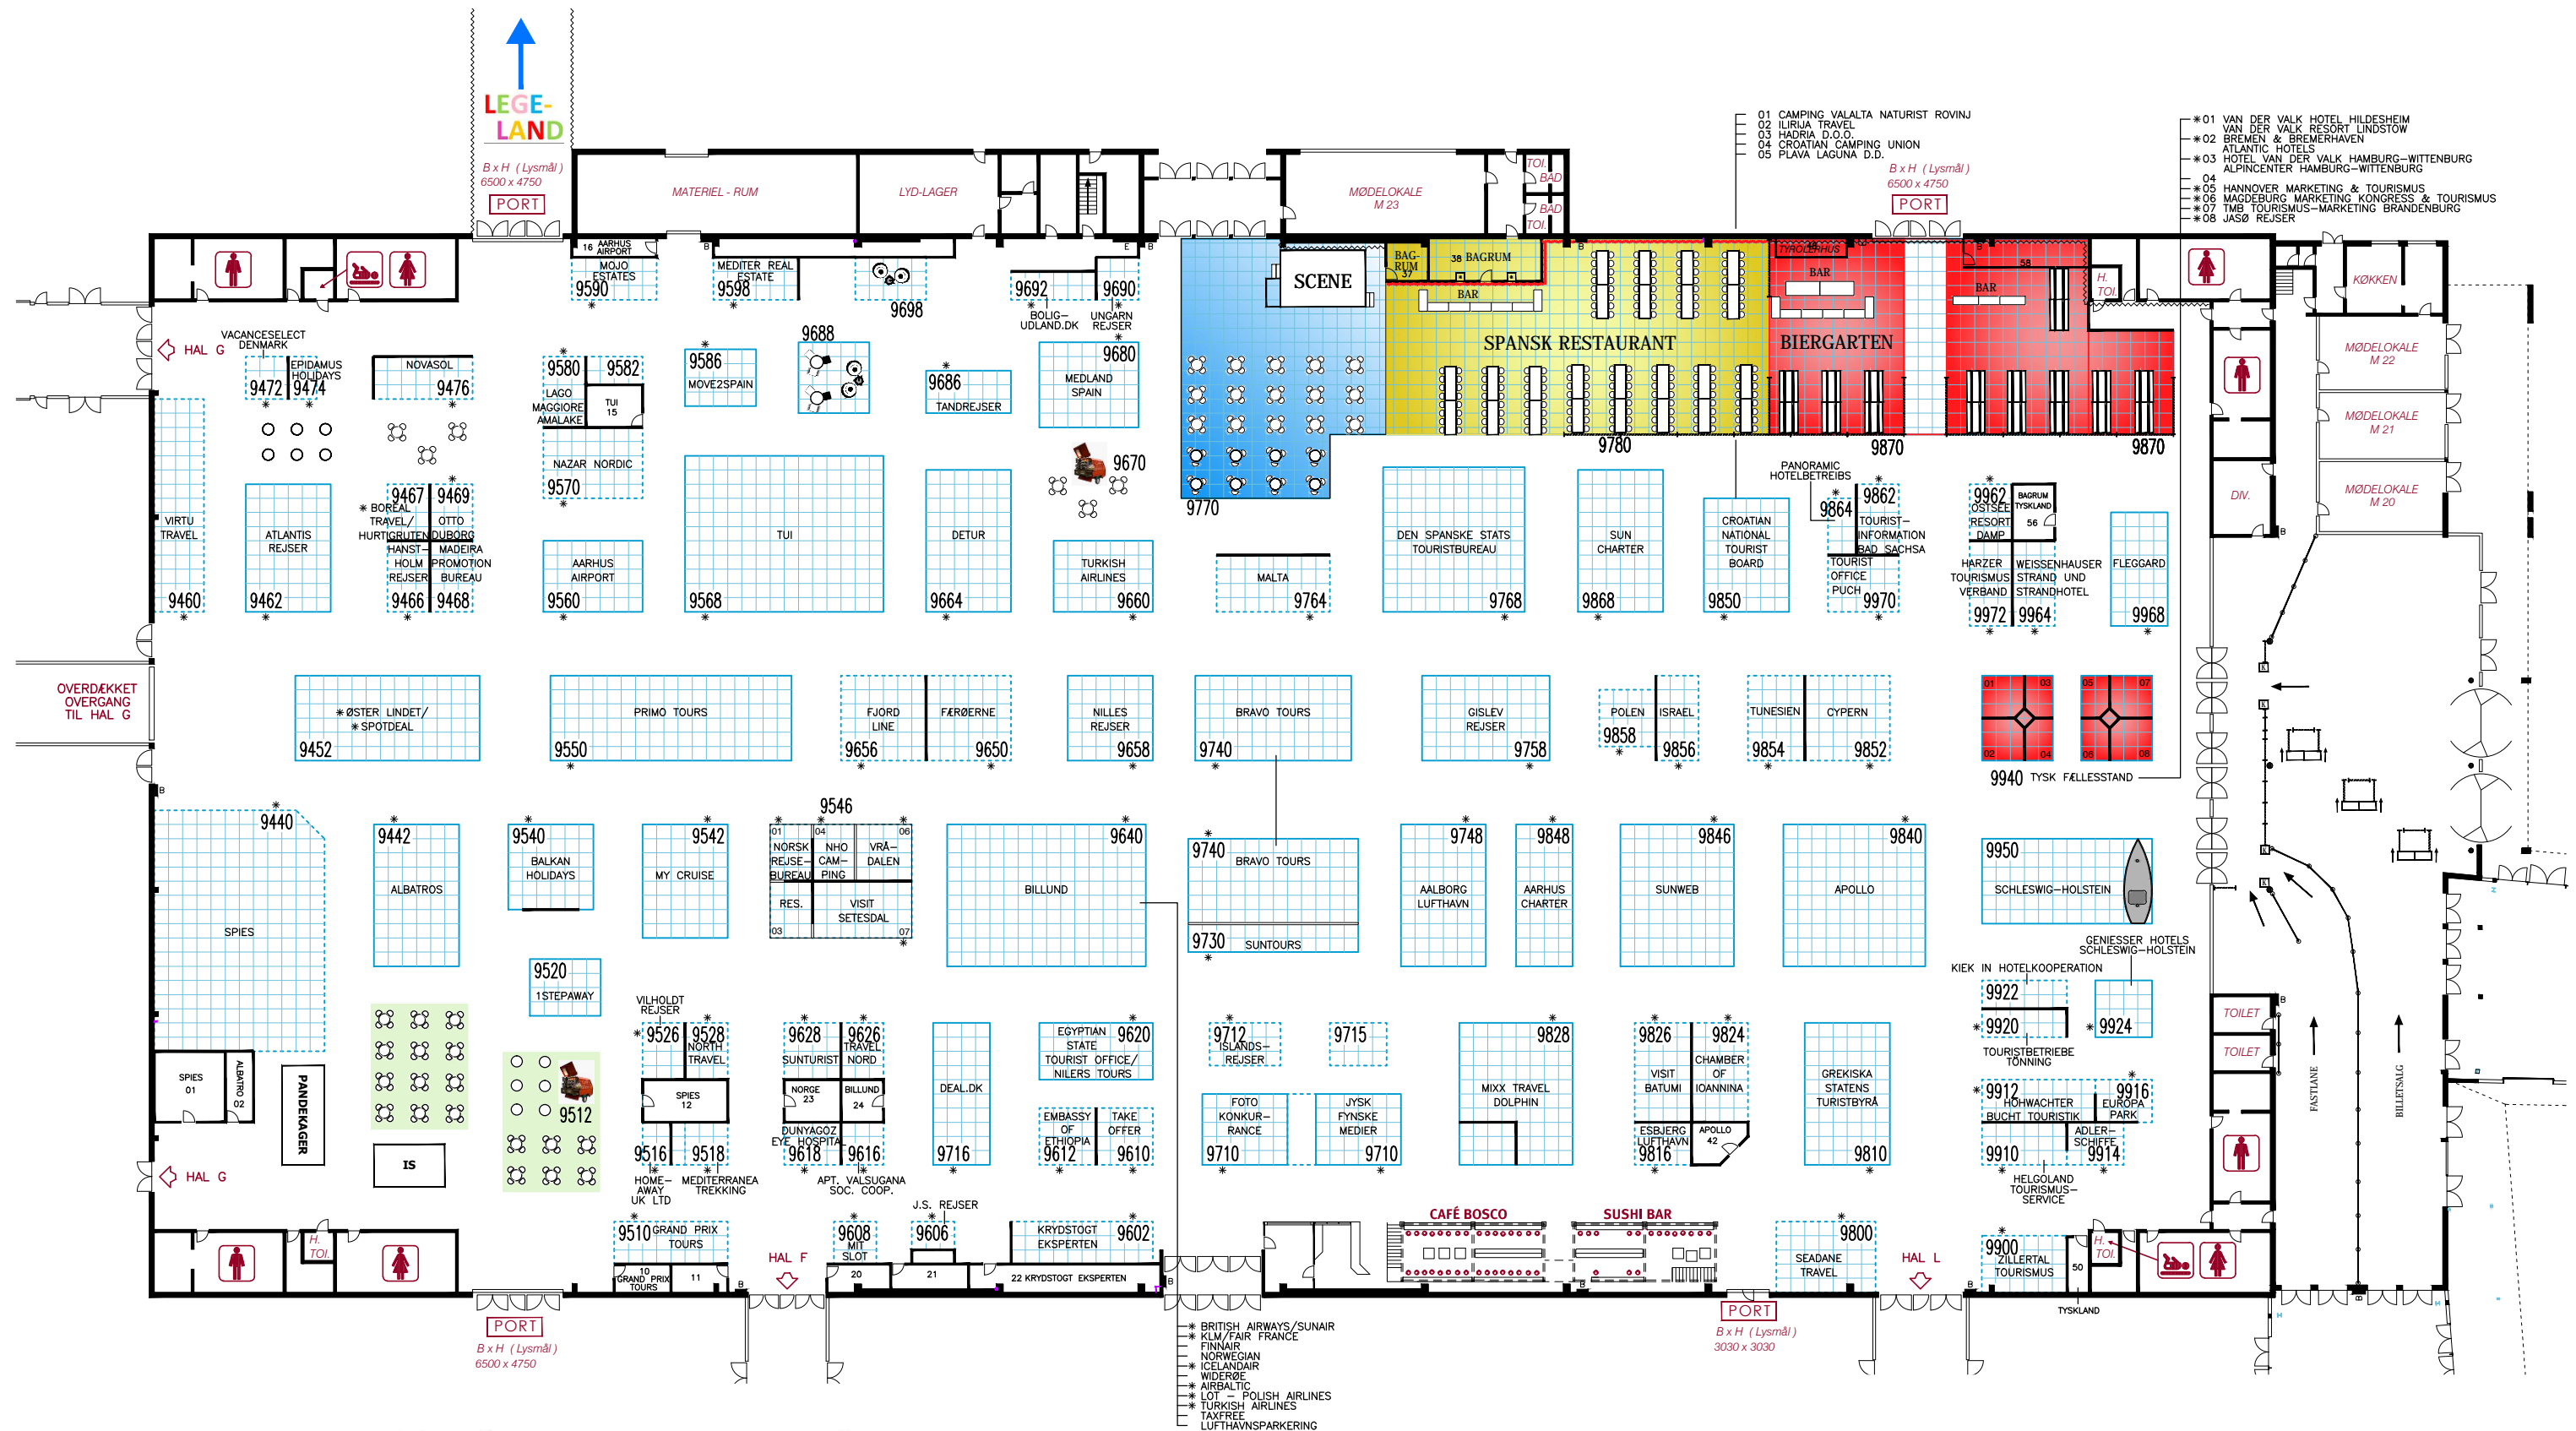 LEGE-
LAND
B x H ( Lysmål )
6500 x 4750
PORT
MATERIEL - RUM
LYD-LAGER
MØDELOKALE
M 23
TOI.
BAD
BAD
TOI.
01 CAMPING VALALTA NATURIST ROVINJ
02 ILIRIJA TRAVEL
03 HADRIA D.O.O.
04 CROATIAN CAMPING UNION
05 PLAVA LAGUNA D.D.
B x H ( Lysmål )
6500 x 4750
PORT
*01 VAN DER VALK HOTEL HILDESHEIM
VAN DER VALK RESORT LINDSTOW
*02 BREMEN & BREMERHAVEN
ATLANTIC HOTELS
*03 HOTEL VAN DER VALK HAMBURG-WITTENBURG
ALPINCENTER HAMBURG-WITTENBURG
04
*05 HANNOVER MARKETING & TOURISMUS
*06 MAGDEBURG MARKETING KONGRESS & TOURISMUS
*07 TMB TOURISMUS-MARKETING BRANDENBURG
*08 JASØ REJSER
16 AARHUS
AIRPORT
MOJO
ESTATES
9590
*
MEDITER REAL
ESTATE
9598
*
9698
9692
*
BOLIG-
UDLAND.DK
9690
*
UNGARN
REJSER
SCENE
BAG-
RUM
37
38 BAGRUM
BAR
SPANSK RESTAURANT
9780
TYROLERHUS
BAR
BIERGARTEN
9870
58
BAR
9870
H.
TOI.
KØKKEN
MØDELOKALE
M 22
MØDELOKALE
M 21
MØDELOKALE
M 20
DIV.
HAL G
VACANCESELECT
DENMARK
9472
*
EPIDAMUS
HOLIDAYS
9474
*
NOVASOL
9476
*
*
9580
LAGO
MAGGIORE
AMALAKE
9582
TUI
15
*
9586
MOVE2SPAIN
9688
*
9686
TANDREJSER
*
9680
MEDLAND
SPAIN
9670
9770
VIRTU
TRAVEL
9460
*
ATLANTIS
REJSER
9462
*
9467
* BOREAL
TRAVEL/
HURTIGRUTEN
*
9469
OTTO
DUBORG
HANST-
HOLM
REJSER
9466
*
MADEIRA
PROMOTION
BUREAU
9468
NAZAR NORDIC
9570
*
AARHUS
AIRPORT
9560
*
TUI
9568
*
DETUR
9664
*
TURKISH
AIRLINES
9660
*
MALTA
9764
*
DEN SPANSKE STATS
TOURISTBUREAU
9768
*
SUN
CHARTER
9868
*
CROATIAN
NATIONAL
TOURIST
BOARD
9850
*
PANORAMIC
HOTELBETREIBS
*
9864
*
9862
TOURIST-
INFORMATION
BAD SACHSA
TOURIST
OFFICE
PUCH
9970
*
*
9962
OSTSEE
RESORT
DAMP
BAGRUM
TYSKLAND
56
HARZER
TOURISMUS
VERBAND
9972
*
WEISSENHAUSER
STRAND UND
STRANDHOTEL
9964
*
FLEGGARD
9968
*
OVERDÆKKET
OVERGANG
TIL HAL G
* ØSTER LINDET/
* SPOTDEAL
9452
PRIMO TOURS
9550
*
FJORD
LINE
9656
*
FÆRØERNE
9650
*
NILLES
REJSER
9658
*
BRAVO TOURS
9740
*
GISLEV
REJSER
9758
*
POLEN
9858
*
ISRAEL
9856
*
TUNESIEN
9854
*
CYPERN
9852
*
01 03
02 04
05 07
06 08
9940 TYSK FÆLLESSTAND
*
9440
SPIES
*
9442
ALBATROS
*
9540
BALKAN
HOLIDAYS
*
9542
MY CRUISE
9546
*
01
NORSK
REJSE-
BUREAU
*
04
NHO
CAM-
PING
*
06
VRÅ-
DALEN
RES.
03
VISIT
SETESDAL
07
*
*
9640
BILLUND
*
9740
BRAVO TOURS
9730
SUNTOURS
*
*
9748
AALBORG
LUFTHAVN
*
9848
AARHUS
CHARTER
*
9846
SUNWEB
*
9840
APOLLO
9950
SCHLESWIG-HOLSTEIN
GENIESSER HOTELS
SCHLESWIG-HOLSTEIN
* 9924
KIEK IN HOTELKOOPERATION
9922
* 9920
TOURISTBETRIEBE
TÖNNING
9520
1STEPAWAY
SPIES
01
ALBATROS
02
PANDEKAGER
IS
9512
VILHOLDT
REJSER
* 9526
*
9528
NORTH
TRAVEL
SPIES
12
9516
*
HOME-
AWAY
UK LTD
9518
*
MEDITERRANEA
TREKKING
*
9628
SUNTURIST
*
9626
TRAVEL
NORD
NORGE
23
BILLUND
24
DUNYAGOZ
EYE HOSPITAL
9618
*
9616
*
APT. VALSUGANA
SOC. COOP.
DEAL.DK
9716
*
*
EGYPTIAN
STATE
9620
TOURIST OFFICE/
NILERS TOURS
EMBASSY
OF
ETHIOPIA
9612
*
TAKE
OFFER
9610
*
*
9712
ISLANDS-
REJSER
*
9715
FOTO
KONKUR-
RANCE
9710
*
JYSK
FYNSKE
MEDIER
9710
*
*
9828
MIXX TRAVEL
DOLPHIN
*
9826
VISIT
BATUMI
*
9824
CHAMBER
OF
IOANNINA
ESBJERG
LUFTHAVN
9816
*
APOLLO
42
GREKISKA
STATENS
TURISTBYRÅ
9810
*
* 9912
HOHWACHTER
BUCHT TOURISTIK
*
9916
EUROPA
PARK
9910
*
HELGOLAND
TOURISMUS-
SERVICE
ADLER-
SCHIFFE
9914
*
TOILET
TOILET
FASTLANE
BILLETSALG
HAL G
H.
TOI.
*
9510 GRAND PRIX
TOURS
10
GRAND PRIX
TOURS
11
HAL F
*
9608
MIT
SLOT
20
J.S. REJSER
*
9606
21
KRYDSTOGT
EKSPERTEN
*
9602
22 KRYDSTOGT EKSPERTEN
CAFÉ BOSCO
SUSHI BAR
*
9800
SEADANE
TRAVEL
HAL L
*
9900
ZILLERTAL
TOURISMUS
50
TYSKLAND
H.
TOI.
PORT
B x H ( Lysmål )
6500 x 4750
PORT
B x H ( Lysmål )
3030 x 3030
* BRITISH AIRWAYS/SUNAIR
* KLM/FAIR FRANCE
FINNAIR
NORWEGIAN
* ICELANDAIR
WIDERØE
* AIRBALTIC
* LOT - POLISH AIRLINES
* TURKISH AIRLINES
TAXFREE
LUFTHAVNSPARKERING